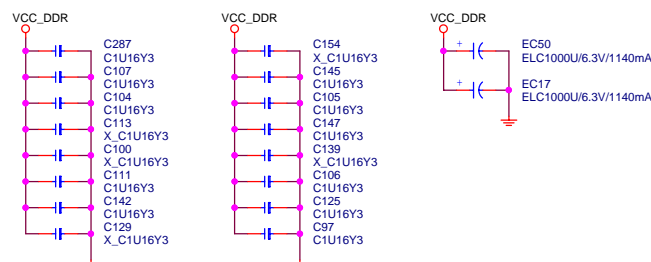 VCC_DDR
C287
C1U16Y3
C107
C1U16Y3
C104
C1U16Y3
C113
X_C1U16Y3
C100
X_C1U16Y3
C111
C1U16Y3
C142
C1U16Y3
C129
X_C1U16Y3
VCC_DDR
C154
X_C1U16Y3
C145
C1U16Y3
C105
C1U16Y3
C147
C1U16Y3
C139
X_C1U16Y3
C106
C1U16Y3
C125
C1U16Y3
C97
C1U16Y3
VCC_DDR
+
EC50
ELC1000U/6.3V/1140mA
+
EC17
ELC1000U/6.3V/1140mA